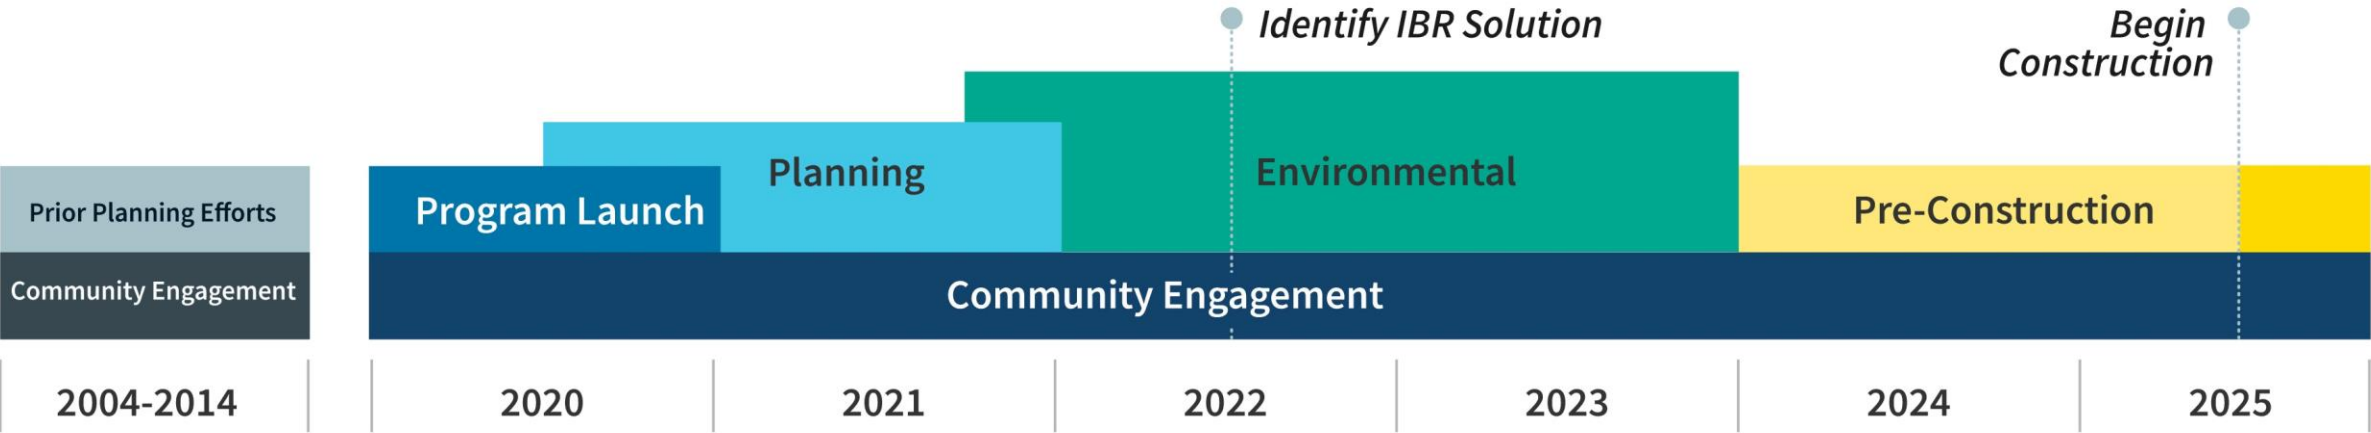 Identify IBR Solution
Begin
Construction
Planning
Environmental
Prior Planning Efforts
Program Launch
Pre-Construction
Community Engagement
Community Engagement
2004-2014
2020
2021
2022
2023
2024
2025